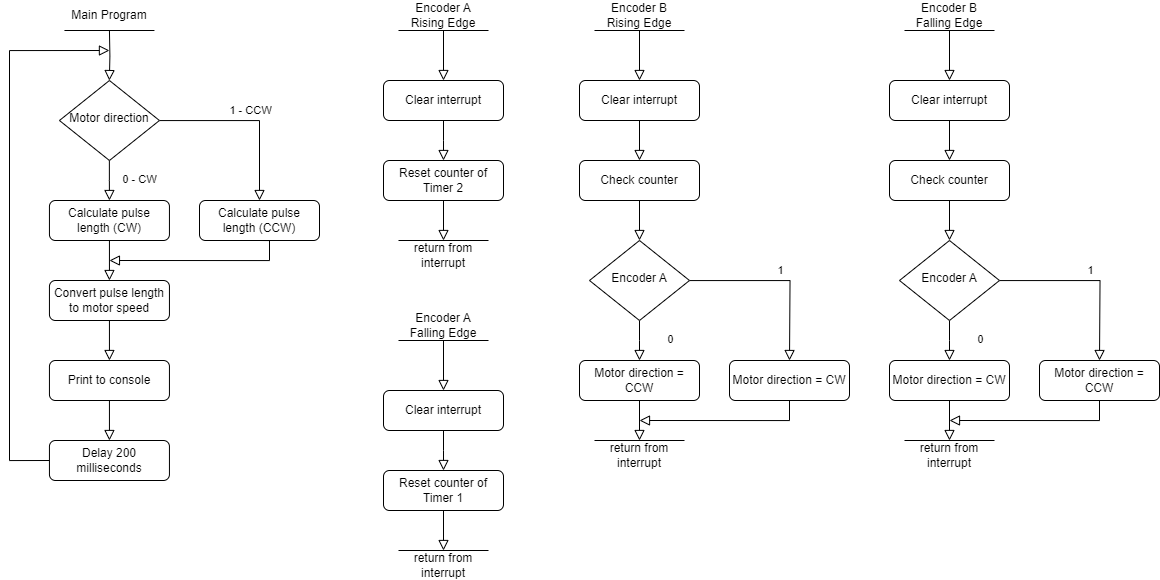 Main Program
Motor direction
1 - CCW
0 - CW
Calculate pulse
length (CW)
Calculate pulse
length (CCW)
Convert pulse length
to motor speed
Print to console
Delay 200
milliseconds
Encoder A
Rising Edge
Clear interrupt
Reset counter of
Timer 2
return from
interrupt
Encoder A
Falling Edge
Clear interrupt
Reset counter of
Timer 1
return from
interrupt
Encoder B
Rising Edge
Clear interrupt
Check counter
Encoder A
1
0
Motor direction =
CCW
Motor direction = CW
return from
interrupt
Encoder B
Falling Edge
Clear interrupt
Check counter
Encoder A
1
0
Motor direction = CW
Motor direction =
CCW
return from
interrupt